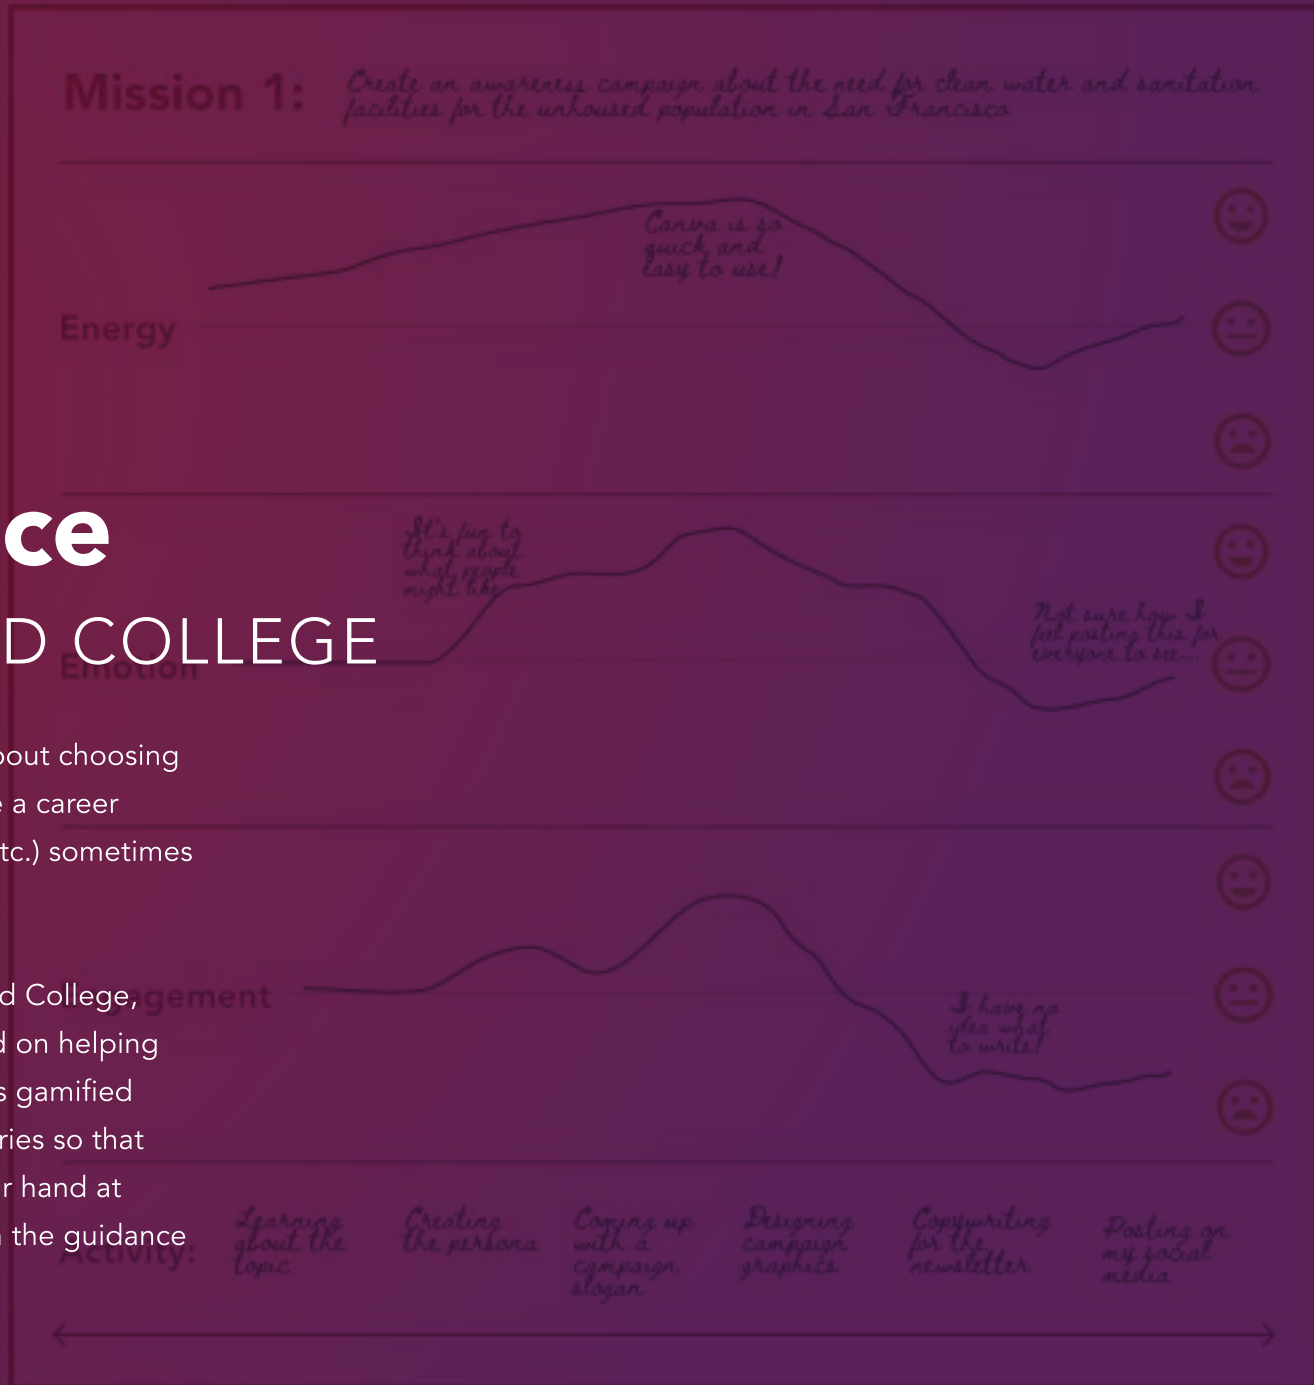 Mission 1:
Create an awareness campaign about the need for clean water and sanitation
facilities for the unhoused population in San Francisco
Canva is so
quick and
easy to use!
Energy
ce
It's fun to
think about
what people
might like
D COLLEGE
Not sure how I
feel posting this for
everyone to see...
Emotion
bout choosing
e a career
tc.) sometimes
d College,
Engagement
I have no
idea what
to write!
d on helping
s gamified
ries so that
r hand at
the guidance
Activity:
Learning
about the
topic
Creating
the persona
Coming up
with a
campaign
slogan
Designing
campaign
graphics
Copywriting
for the
newsletter
Posting on
my social
media